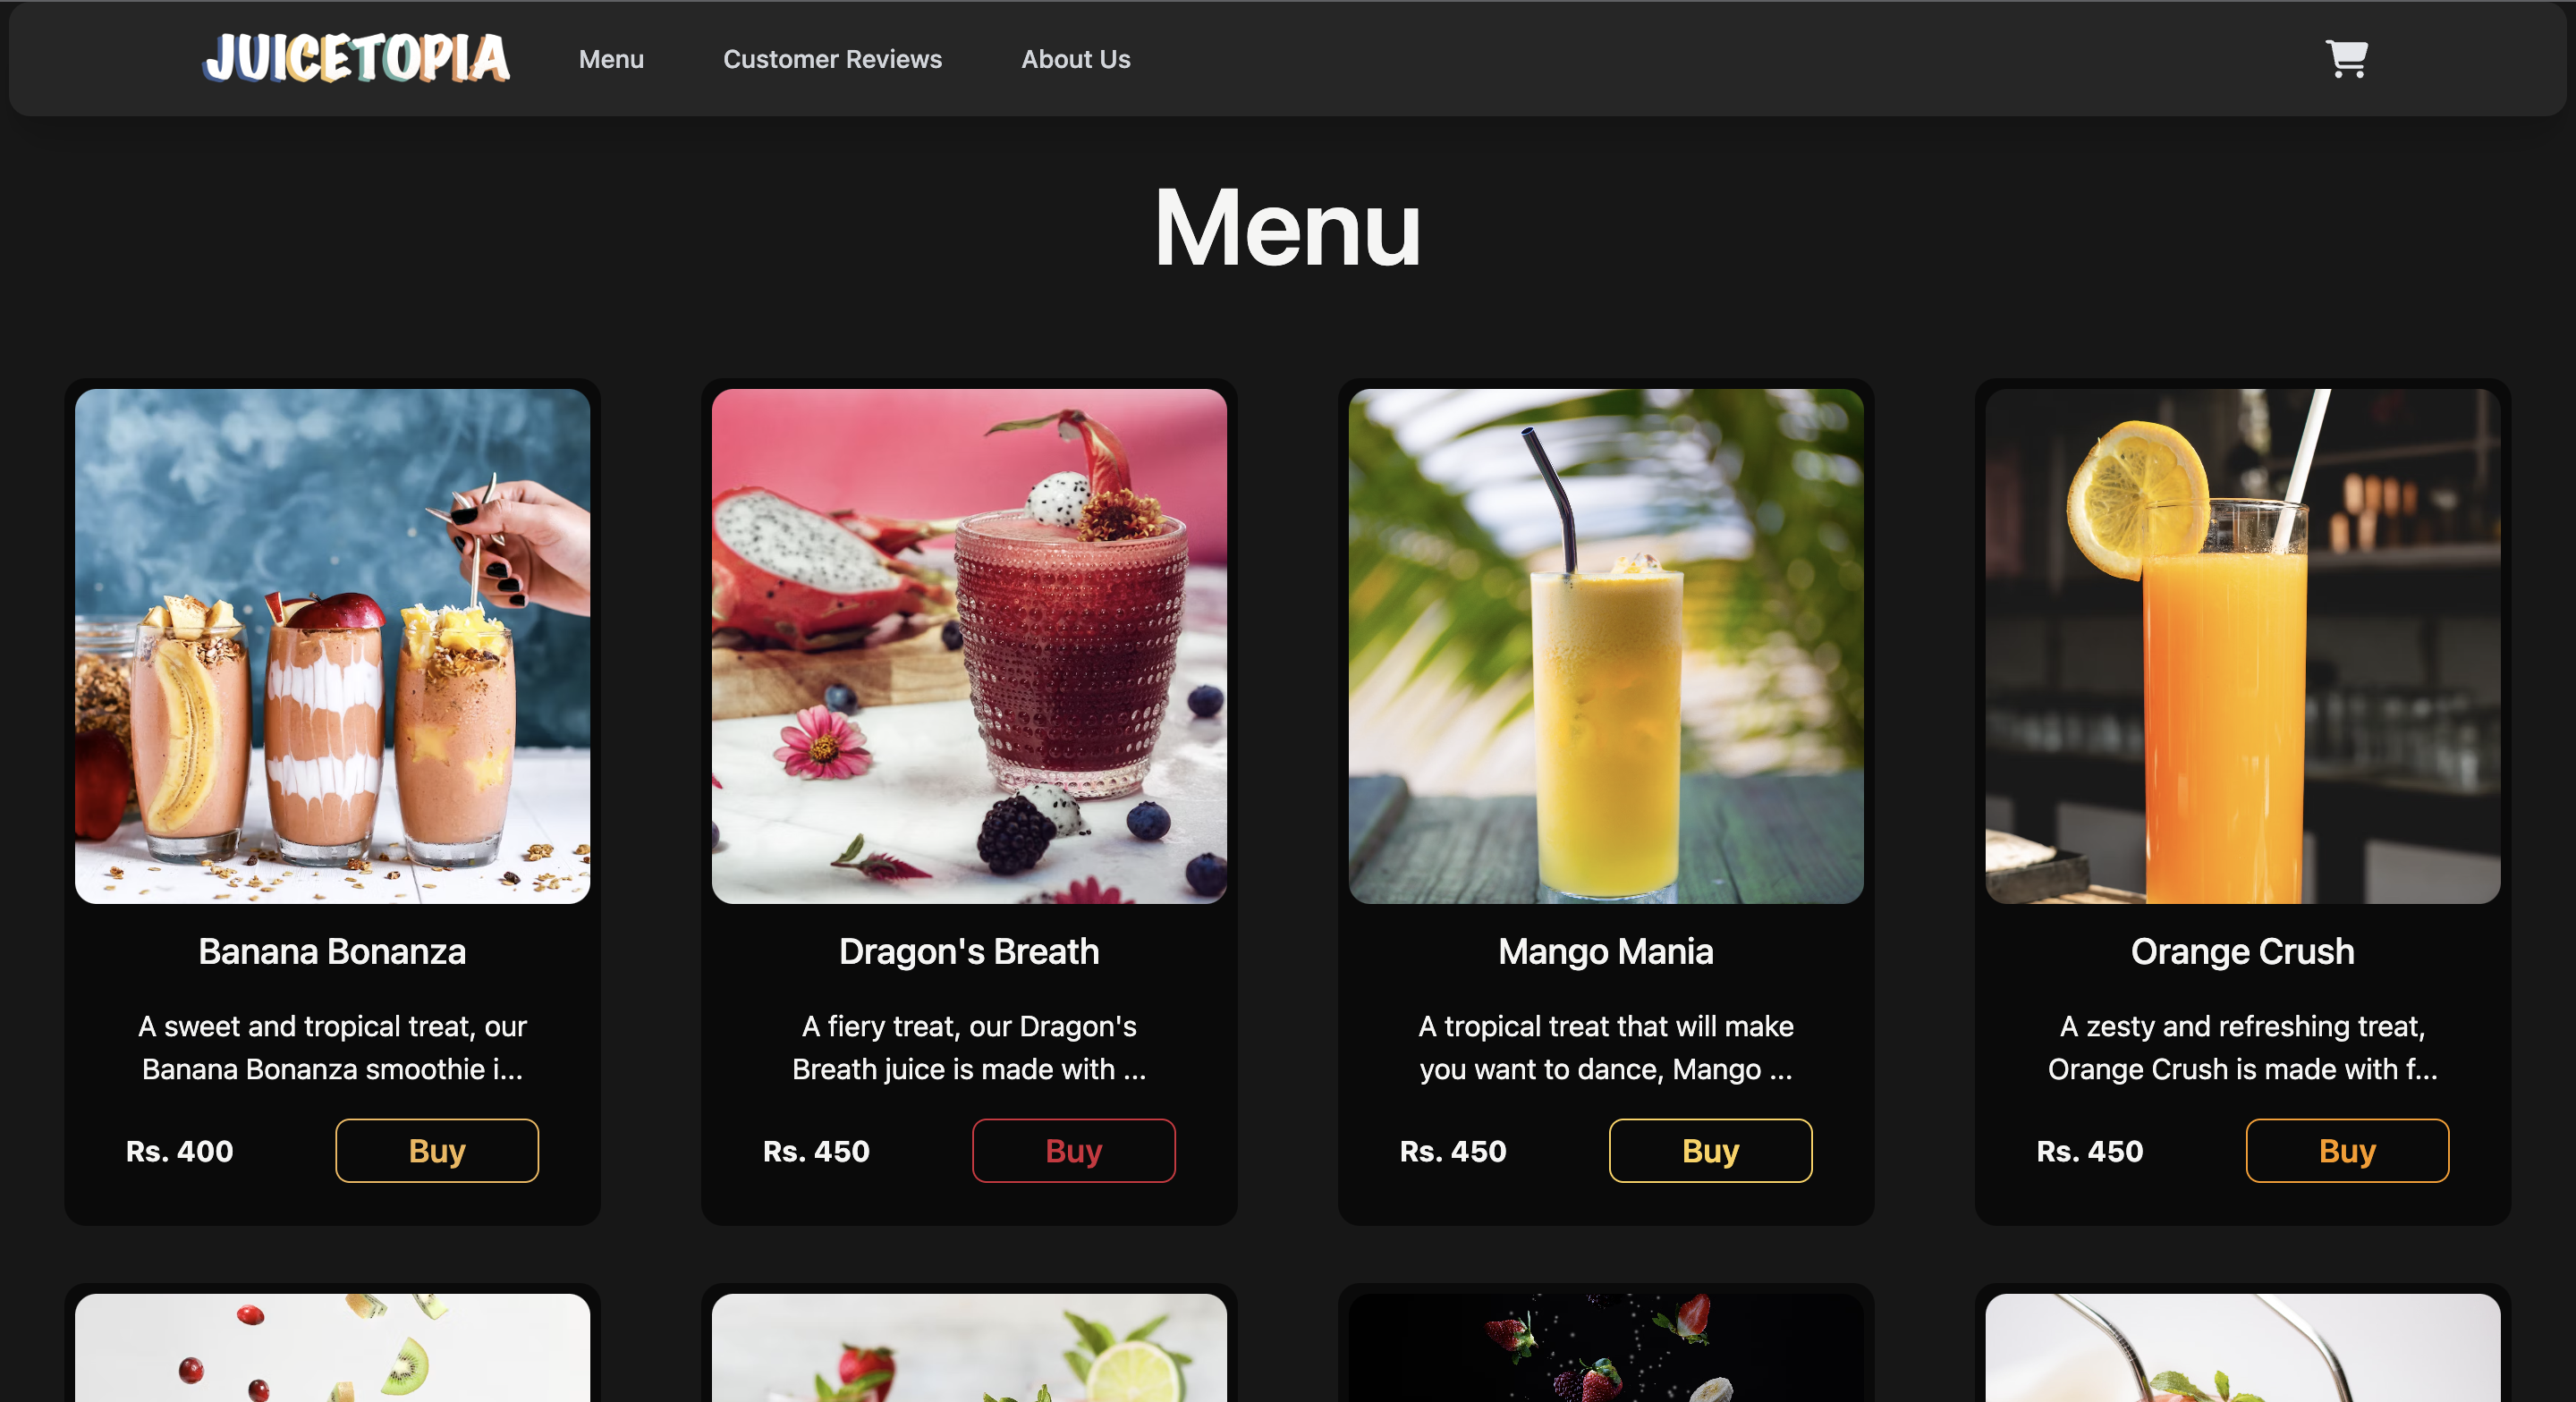 JUICETOPIA
Menu
Customer Reviews
About Us
Menu
Banana Bonanza
A sweet and tropical treat, our
Banana Bonanza smoothie i...
Rs. 400
Buy
Dragon's Breath
A fiery treat, our Dragon's
Breath juice is made with ...
Rs. 450
Buy
Mango Mania
A tropical treat that will make
you want to dance, Mango ...
Rs. 450
Buy
Orange Crush
A zesty and refreshing treat,
Orange Crush is made with f...
Rs. 450
Buy